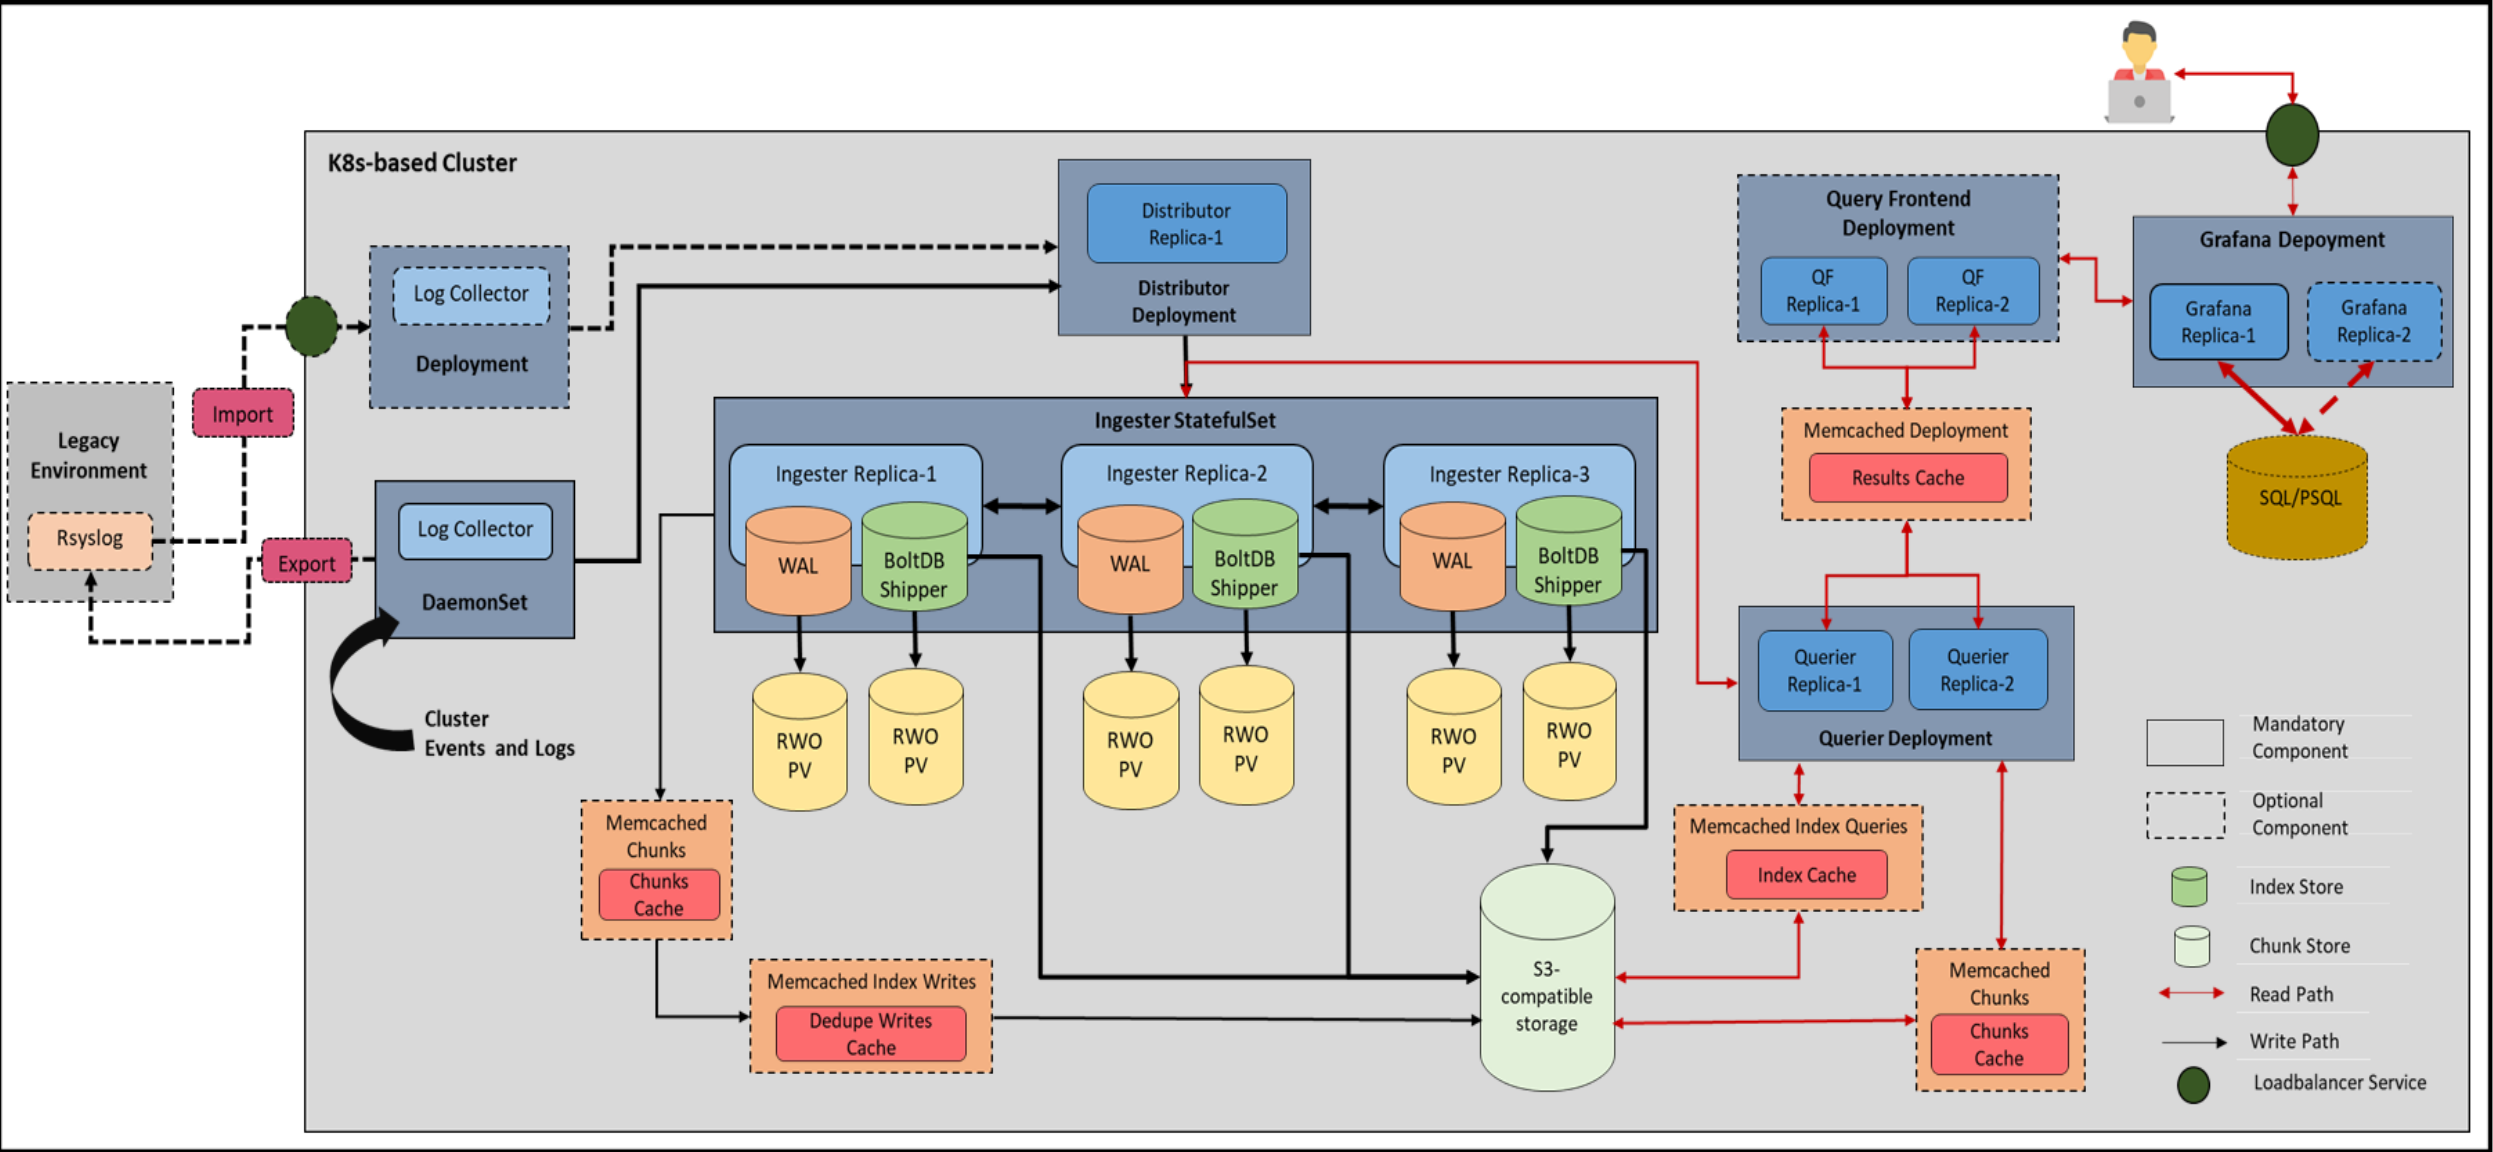 K8s-based Cluster
Distributor
Replica-1
Distributor
Deployment
Log Collector
Deployment
Import
Legacy
Environment
Rsyslog
Export
Log Collector
DaemonSet
Cluster
Events and Logs
Ingester StatefulSet
Ingester Replica-1
WAL
BoltDB
Shipper
Ingester Replica-2
WAL
BoltDB
Shipper
Ingester Replica-3
WAL
BoltDB
Shipper
RWO
PV
RWO
PV
RWO
PV
RWO
PV
RWO
PV
RWO
PV
Memcached
Chunks
Chunks
Cache
Memcached Index Writes
Dedupe Writes
Cache
S3-
compatible
storage
Query Frontend
Deployment
QF
Replica-1
QF
Replica-2
Grafana Depoyment
Grafana
Replica-1
Grafana
Replica-2
SQL/PSQL
Memcached Deployment
Results Cache
Querier
Replica-1
Querier
Replica-2
Querier Deployment
Memcached Index Queries
Index Cache
Memcached
Chunks
Chunks
Cache
Mandatory
Component
Optional
Component
Index Store
Chunk Store
Read Path
Write Path
Loadbalancer Service